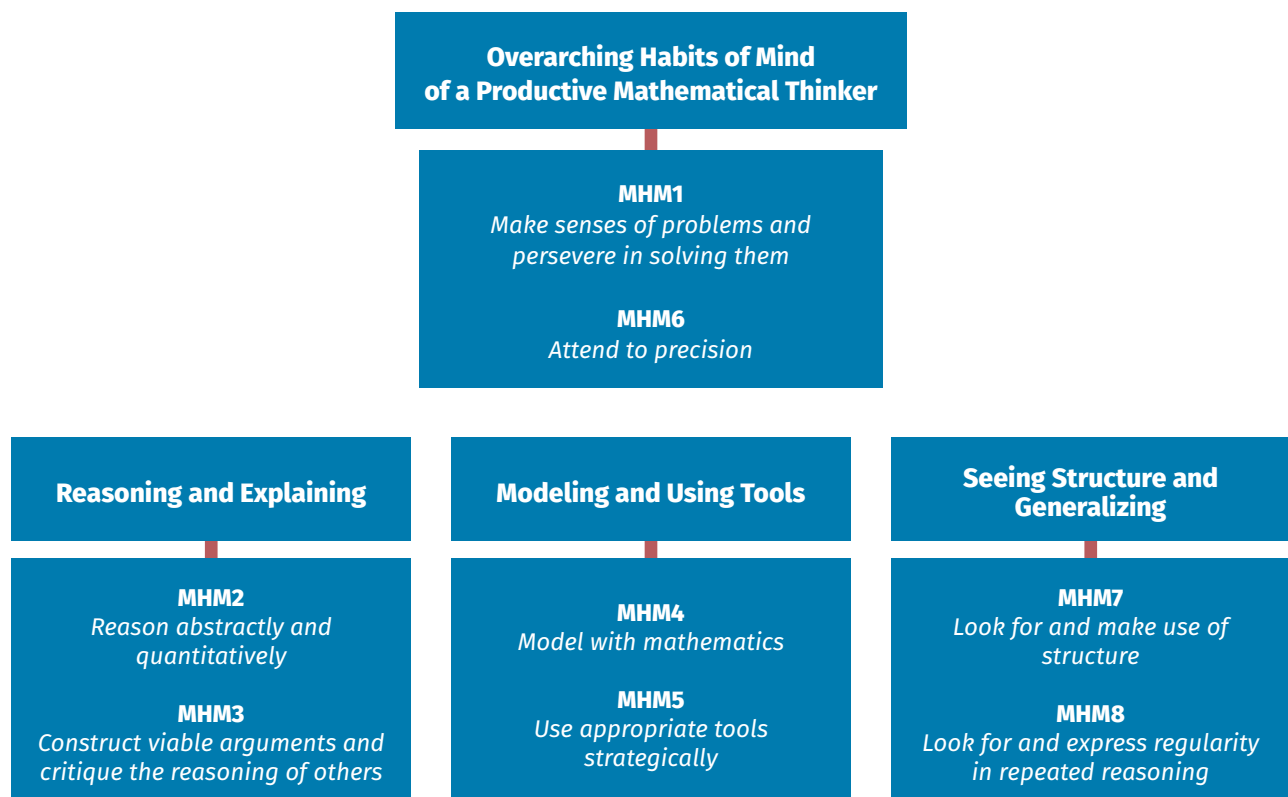 Overarching Habits of Mind
of a Productive Mathematical Thinker
MHM1
Make senses of problems and
persevere in solving them
MHM6
Attend to precision
Reasoning and Explaining
MHM2
Reason abstractly and
quantitatively
MHM3
Construct viable arguments and
critique the reasoning of others
Modeling and Using Tools
MHM4
Model with mathematics
MHM5
Use appropriate tools
strategically
Seeing Structure and
Generalizing
MHM7
Look for and make use of
structure
MHM8
Look for and express regularity
in repeated reasoning